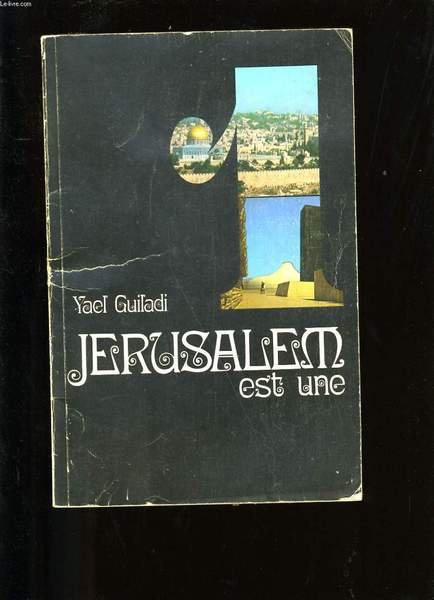 Le-livre.com
Yael Guiladi
JERUSALEM
est une